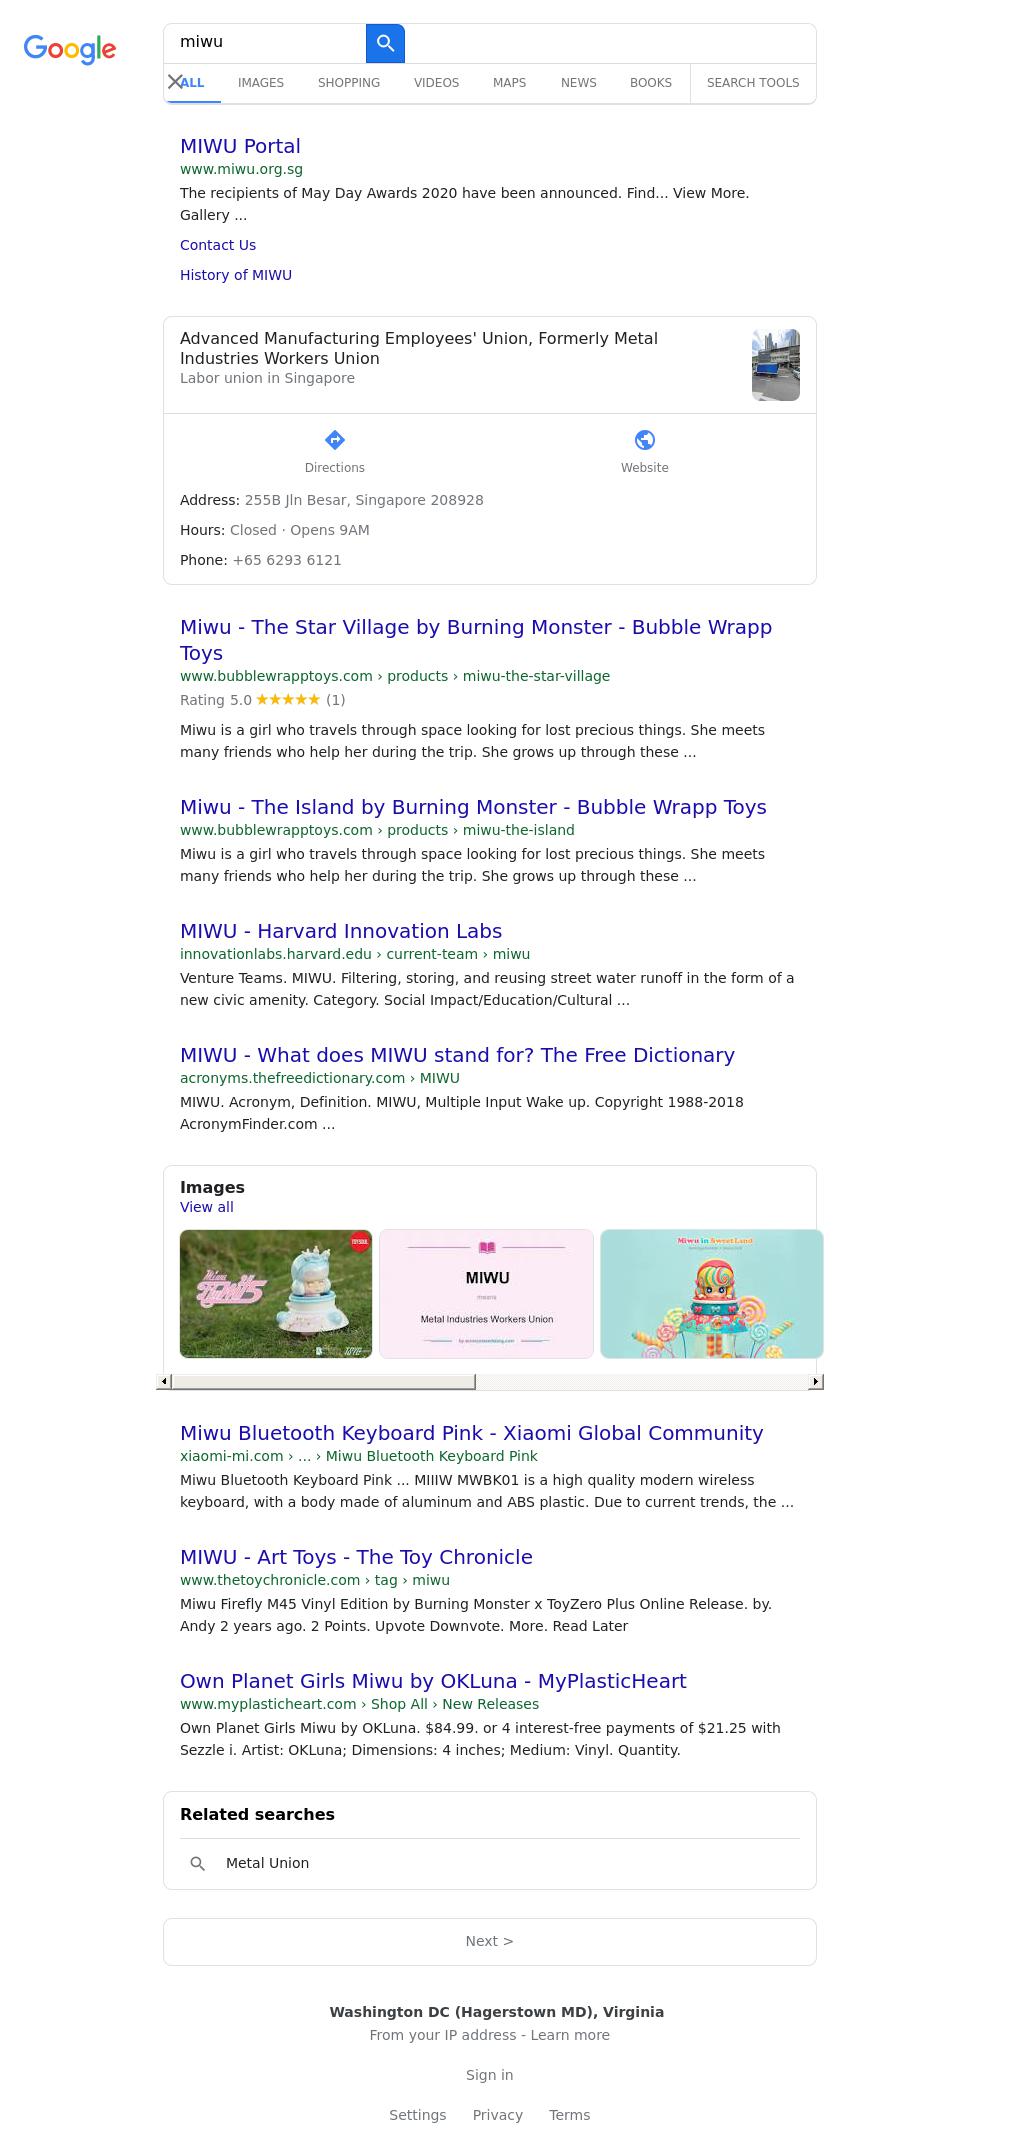 Google
miwu
ALL IMAGES SHOPPING VIDEOS MAPS NEWS BOOKS SEARCH TOOLS
MIWU Portal
www.miwu.org.sg
The recipients of May Day Awards 2020 have been announced. Find... View More.
Gallery ...
Contact Us
History of MIWU
Advanced Manufacturing Employees' Union, Formerly Metal
Industries Workers Union
Labor union in Singapore
Directions Website
Address: 255B Jln Besar, Singapore 208928
Hours: Closed · Opens 9AM
Phone: +65 6293 6121
Miwu - The Star Village by Burning Monster - Bubble Wrapp
Toys
www.bubblewrapptoys.com › products › miwu-the-star-village
Rating 5.0 ★★★★★ (1)
Miwu is a girl who travels through space looking for lost precious things. She meets
many friends who help her during the trip. She grows up through these ...
Miwu - The Island by Burning Monster - Bubble Wrapp Toys
www.bubblewrapptoys.com › products › miwu-the-island
Miwu is a girl who travels through space looking for lost precious things. She meets
many friends who help her during the trip. She grows up through these ...
MIWU - Harvard Innovation Labs
innovationlabs.harvard.edu › current-team › miwu
Venture Teams. MIWU. Filtering, storing, and reusing street water runoff in the form of a
new civic amenity. Category. Social Impact/Education/Cultural ...
MIWU - What does MIWU stand for? The Free Dictionary
acronyms.thefreedictionary.com › MIWU
MIWU. Acronym, Definition. MIWU, Multiple Input Wake up. Copyright 1988-2018
AcronymFinder.com ...
Images
View all
TOYSOUL
MIWU
means
Metal Industries Workers Union
Miwu in SweetLand
Miwu Bluetooth Keyboard Pink - Xiaomi Global Community
xiaomi-mi.com › ... › Miwu Bluetooth Keyboard Pink
Miwu Bluetooth Keyboard Pink ... MIIIW MWBK01 is a high quality modern wireless
keyboard, with a body made of aluminum and ABS plastic. Due to current trends, the ...
MIWU - Art Toys - The Toy Chronicle
www.thetoychronicle.com › tag › miwu
Miwu Firefly M45 Vinyl Edition by Burning Monster x ToyZero Plus Online Release. by.
Andy 2 years ago. 2 Points. Upvote Downvote. More. Read Later
Own Planet Girls Miwu by OKLuna - MyPlasticHeart
www.myplasticheart.com › Shop All › New Releases
Own Planet Girls Miwu by OKLuna. $84.99. or 4 interest-free payments of $21.25 with
Sezzle i. Artist: OKLuna; Dimensions: 4 inches; Medium: Vinyl. Quantity.
Related searches
Metal Union
Next >
Washington DC (Hagerstown MD), Virginia
From your IP address - Learn more
Sign in
Settings Privacy Terms